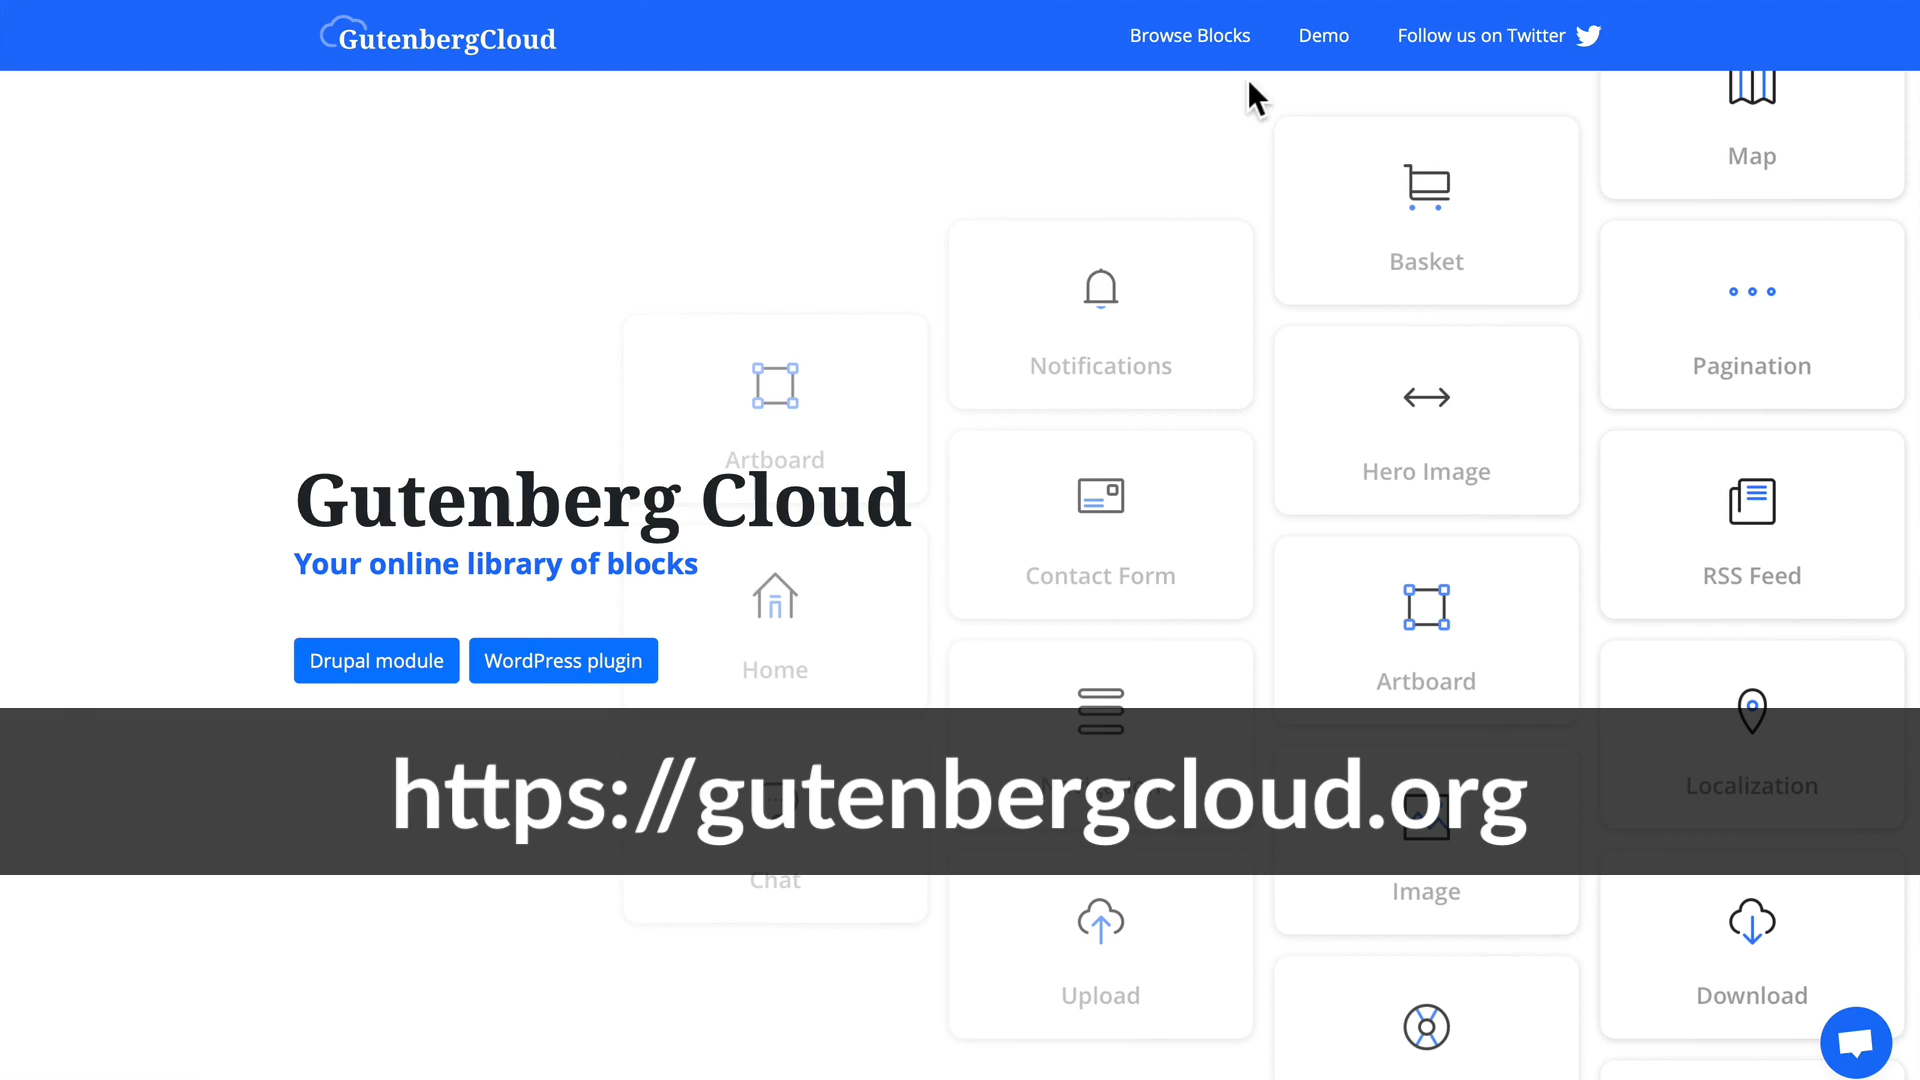 GutenbergCloud
Browse Blocks
Demo
Follow us on Twitter
Map
Basket
Notifications
Pagination
Artboard
Hero Image
Gutenberg Cloud
Your online library of blocks
Contact Form
RSS Feed
Home
Drupal module
WordPress plugin
Artboard
https://gutenbergcloud.org
Localization
Chat
Image
Upload
Download